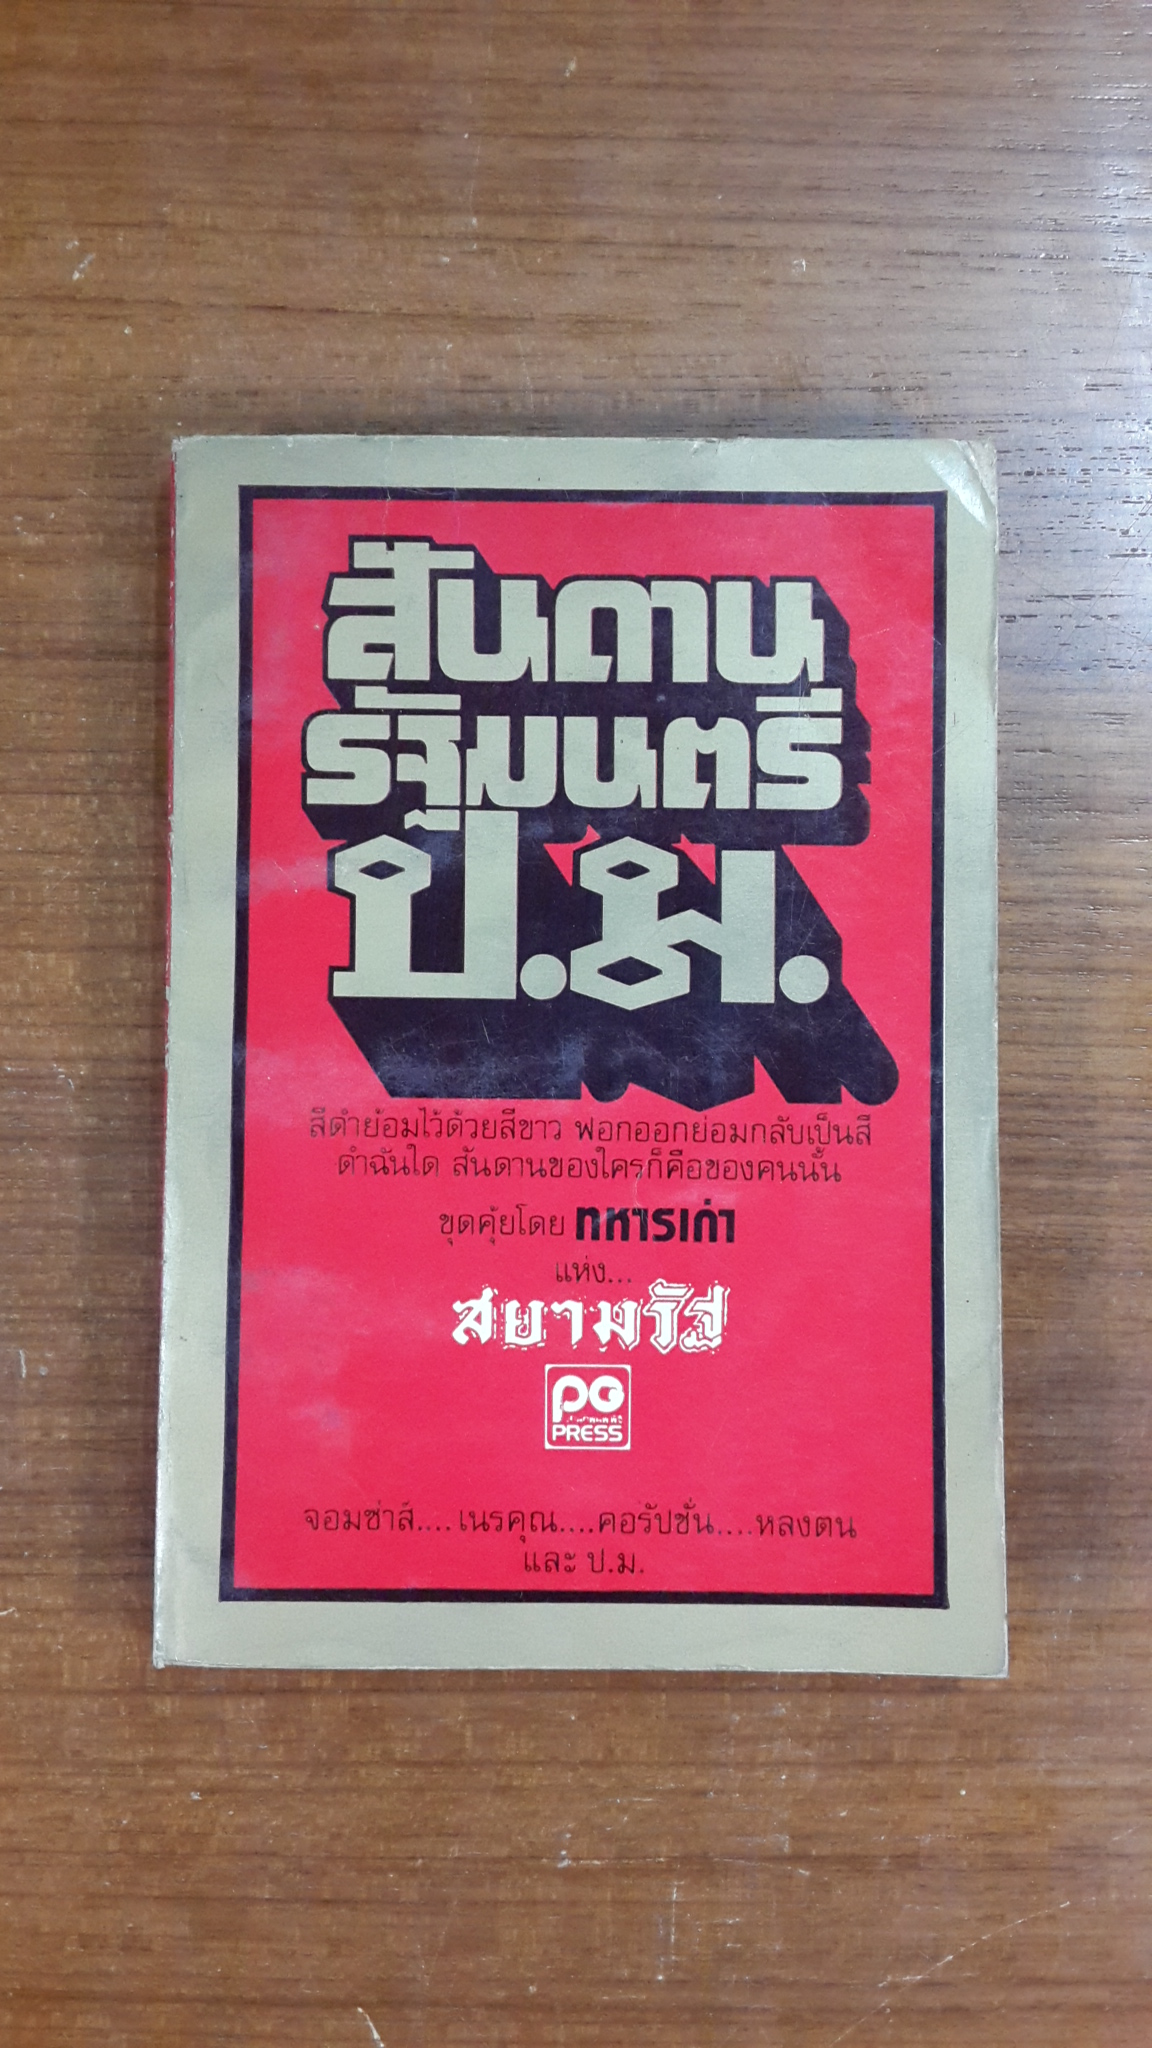 สันดาน
รัฐมนตรี
ป.ม.
สีดำย้อมไว้ด้วยสีขาว ฟอกออกย่อมกลับเป็นสี
ดำฉันใด สันดานของใครก็คือของคนนั้น
ขุดคุ้ยโดย ทหารเก่า
แห่ง...
สยามรัฐ
PG
PRESS
จอมซ่าส์....เนรคุณ....คอรัปชั่น....หลงตน
และ ป.ม.